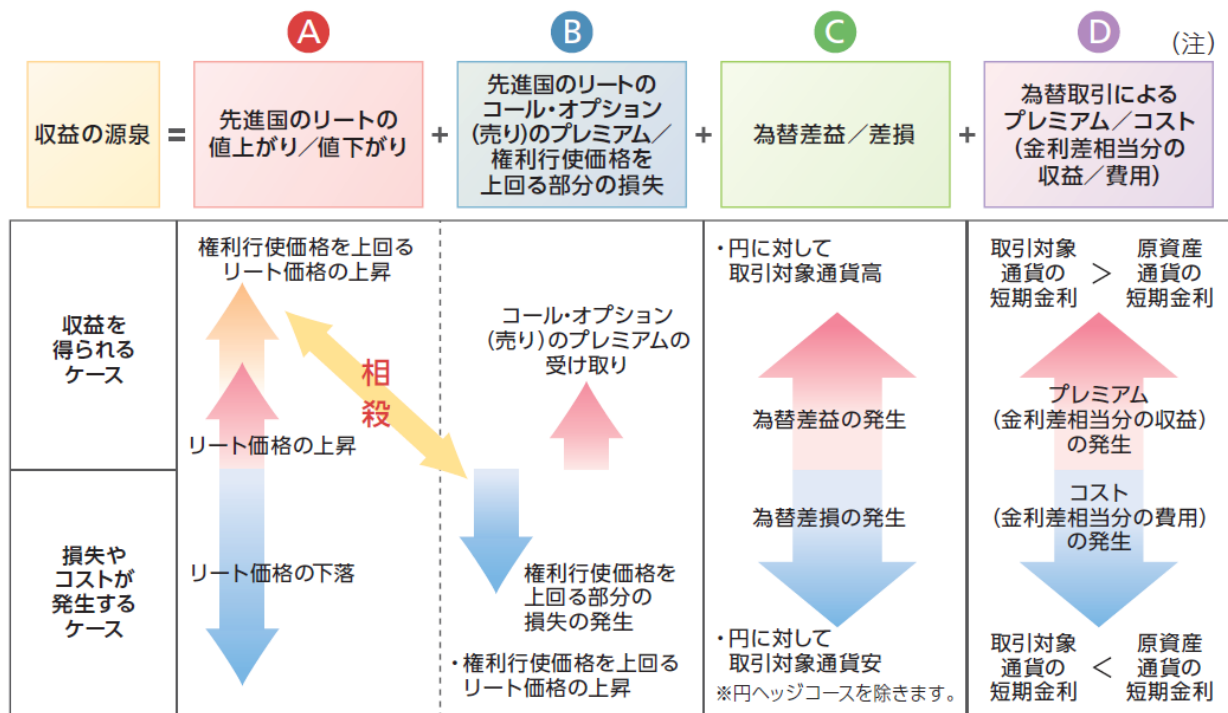 A
B
C
D
(注)
収益の源泉
=
先進国のリートの
値上がり／値下がり
+
先進国のリートの
コール・オプション
(売り)のプレミアム／
権利行使価格を
上回る部分の損失
+
為替差益／差損
+
為替取引による
プレミアム／コスト
(金利差相当分の
収益／費用)
収益を
得られる
ケース
権利行使価格を上回る
リート価格の上昇
相
殺
リート価格の上昇
コール・オプション
(売り)のプレミアムの
受け取り
・円に対して
取引対象通貨高
為替差益の発生
取引対象
通貨の
短期金利
＞
原資産
通貨の
短期金利
プレミアム
(金利差相当分の収益)
の発生
損失や
コストが
発生する
ケース
リート価格の下落
権利行使価格を
上回る部分の
損失の発生
・権利行使価格を上回る
リート価格の上昇
為替差損の発生
・円に対して
取引対象通貨安
※円ヘッジコースを除きます。
コスト
(金利差相当分の費用)
の発生
取引対象
通貨の
短期金利
＜
原資産
通貨の
短期金利